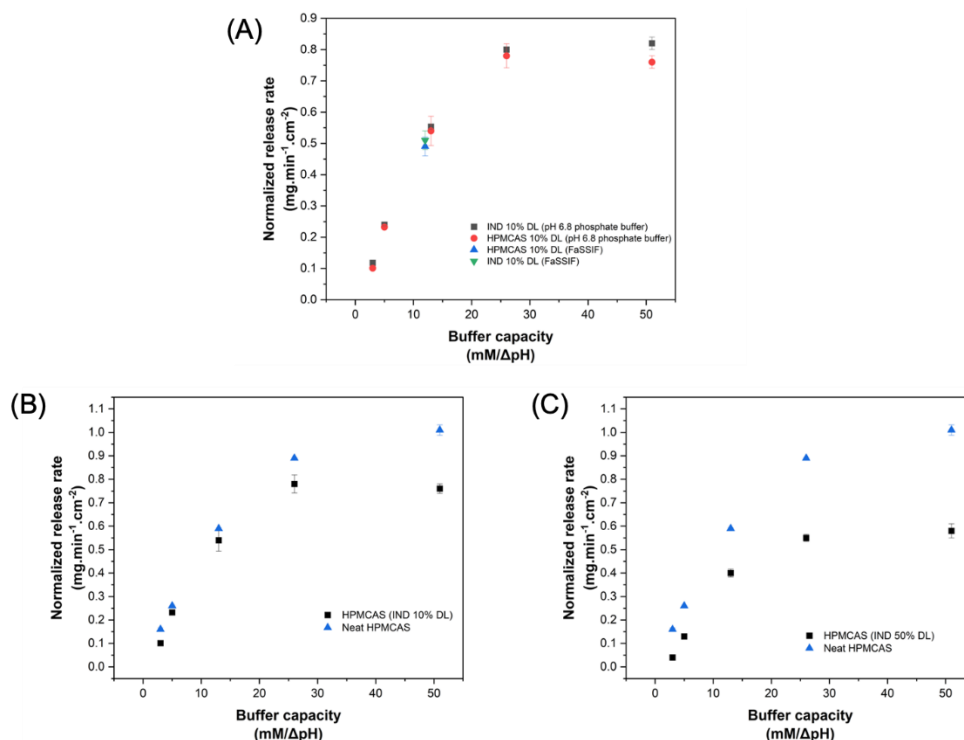 (A)
Normalized release rate
(mg.min⁻¹.cm⁻²)
0.9
0.8
0.7
0.6
0.5
0.4
0.3
0.2
0.1
0.0
IND 10% DL (pH 6.8 phosphate buffer)
HPMCAS 10% DL (pH 6.8 phosphate buffer)
HPMCAS 10% DL (FaSSIF)
IND 10% DL (FaSSIF)
0 10 20 30 40 50
Buffer capacity
(mM/ΔpH)
(B)
Normalized release rate
(mg.min⁻¹.cm⁻²)
1.1
1.0
0.9
0.8
0.7
0.6
0.5
0.4
0.3
0.2
0.1
0.0
HPMCAS (IND 10% DL)
Neat HPMCAS
0 10 20 30 40 50
Buffer capacity
(mM/ΔpH)
(C)
Normalized release rate
(mg.min⁻¹.cm⁻²)
1.1
1.0
0.9
0.8
0.7
0.6
0.5
0.4
0.3
0.2
0.1
0.0
HPMCAS (IND 50% DL)
Neat HPMCAS
0 10 20 30 40 50
Buffer capacity
(mM/ΔpH)